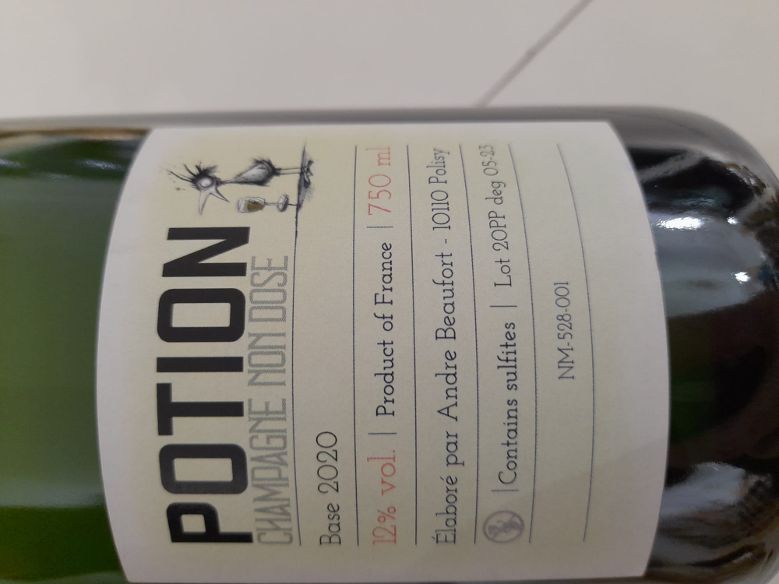 POTION
CHAMPAGNE NON DOSE
Base 2020
12% vol. | Product of France | 750 ml
Élaboré par Andre Beaufort - 10110 Polisy
| Contains sulfites | Lot 20PP deg 05-23
NM-528-001